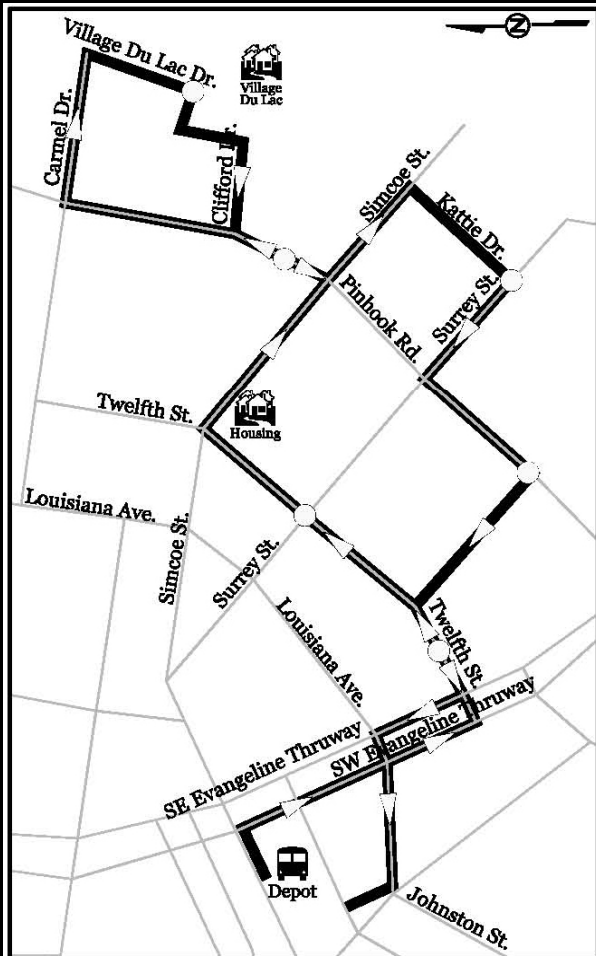 N
Village Du Lac Dr.
Village
Du Lac
Carmel Dr.
Clifford Dr.
Simcoe St.
Kattie Dr.
Surrey St.
Pinhook Rd.
Twelfth St.
Housing
Louisiana Ave.
Simcoe St.
Surrey St.
Louisiana Ave.
Twelfth St.
SE Evangeline Thruway
SW Evangeline Thruway
Depot
Johnston St.